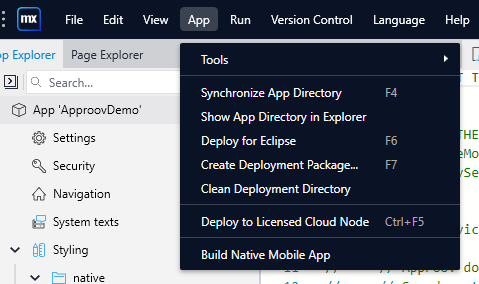 mx File Edit View App Run Version Control Language Help
App Explorer Page Explorer
Search...
App 'ApproovDemo'
Settings
Security
Navigation
System texts
Styling
native
Tools
Synchronize App Directory F4
Show App Directory in Explorer
Deploy for Eclipse F6
Create Deployment Package... F7
Clean Deployment Directory
Deploy to Licensed Cloud Node Ctrl+F5
Build Native Mobile App